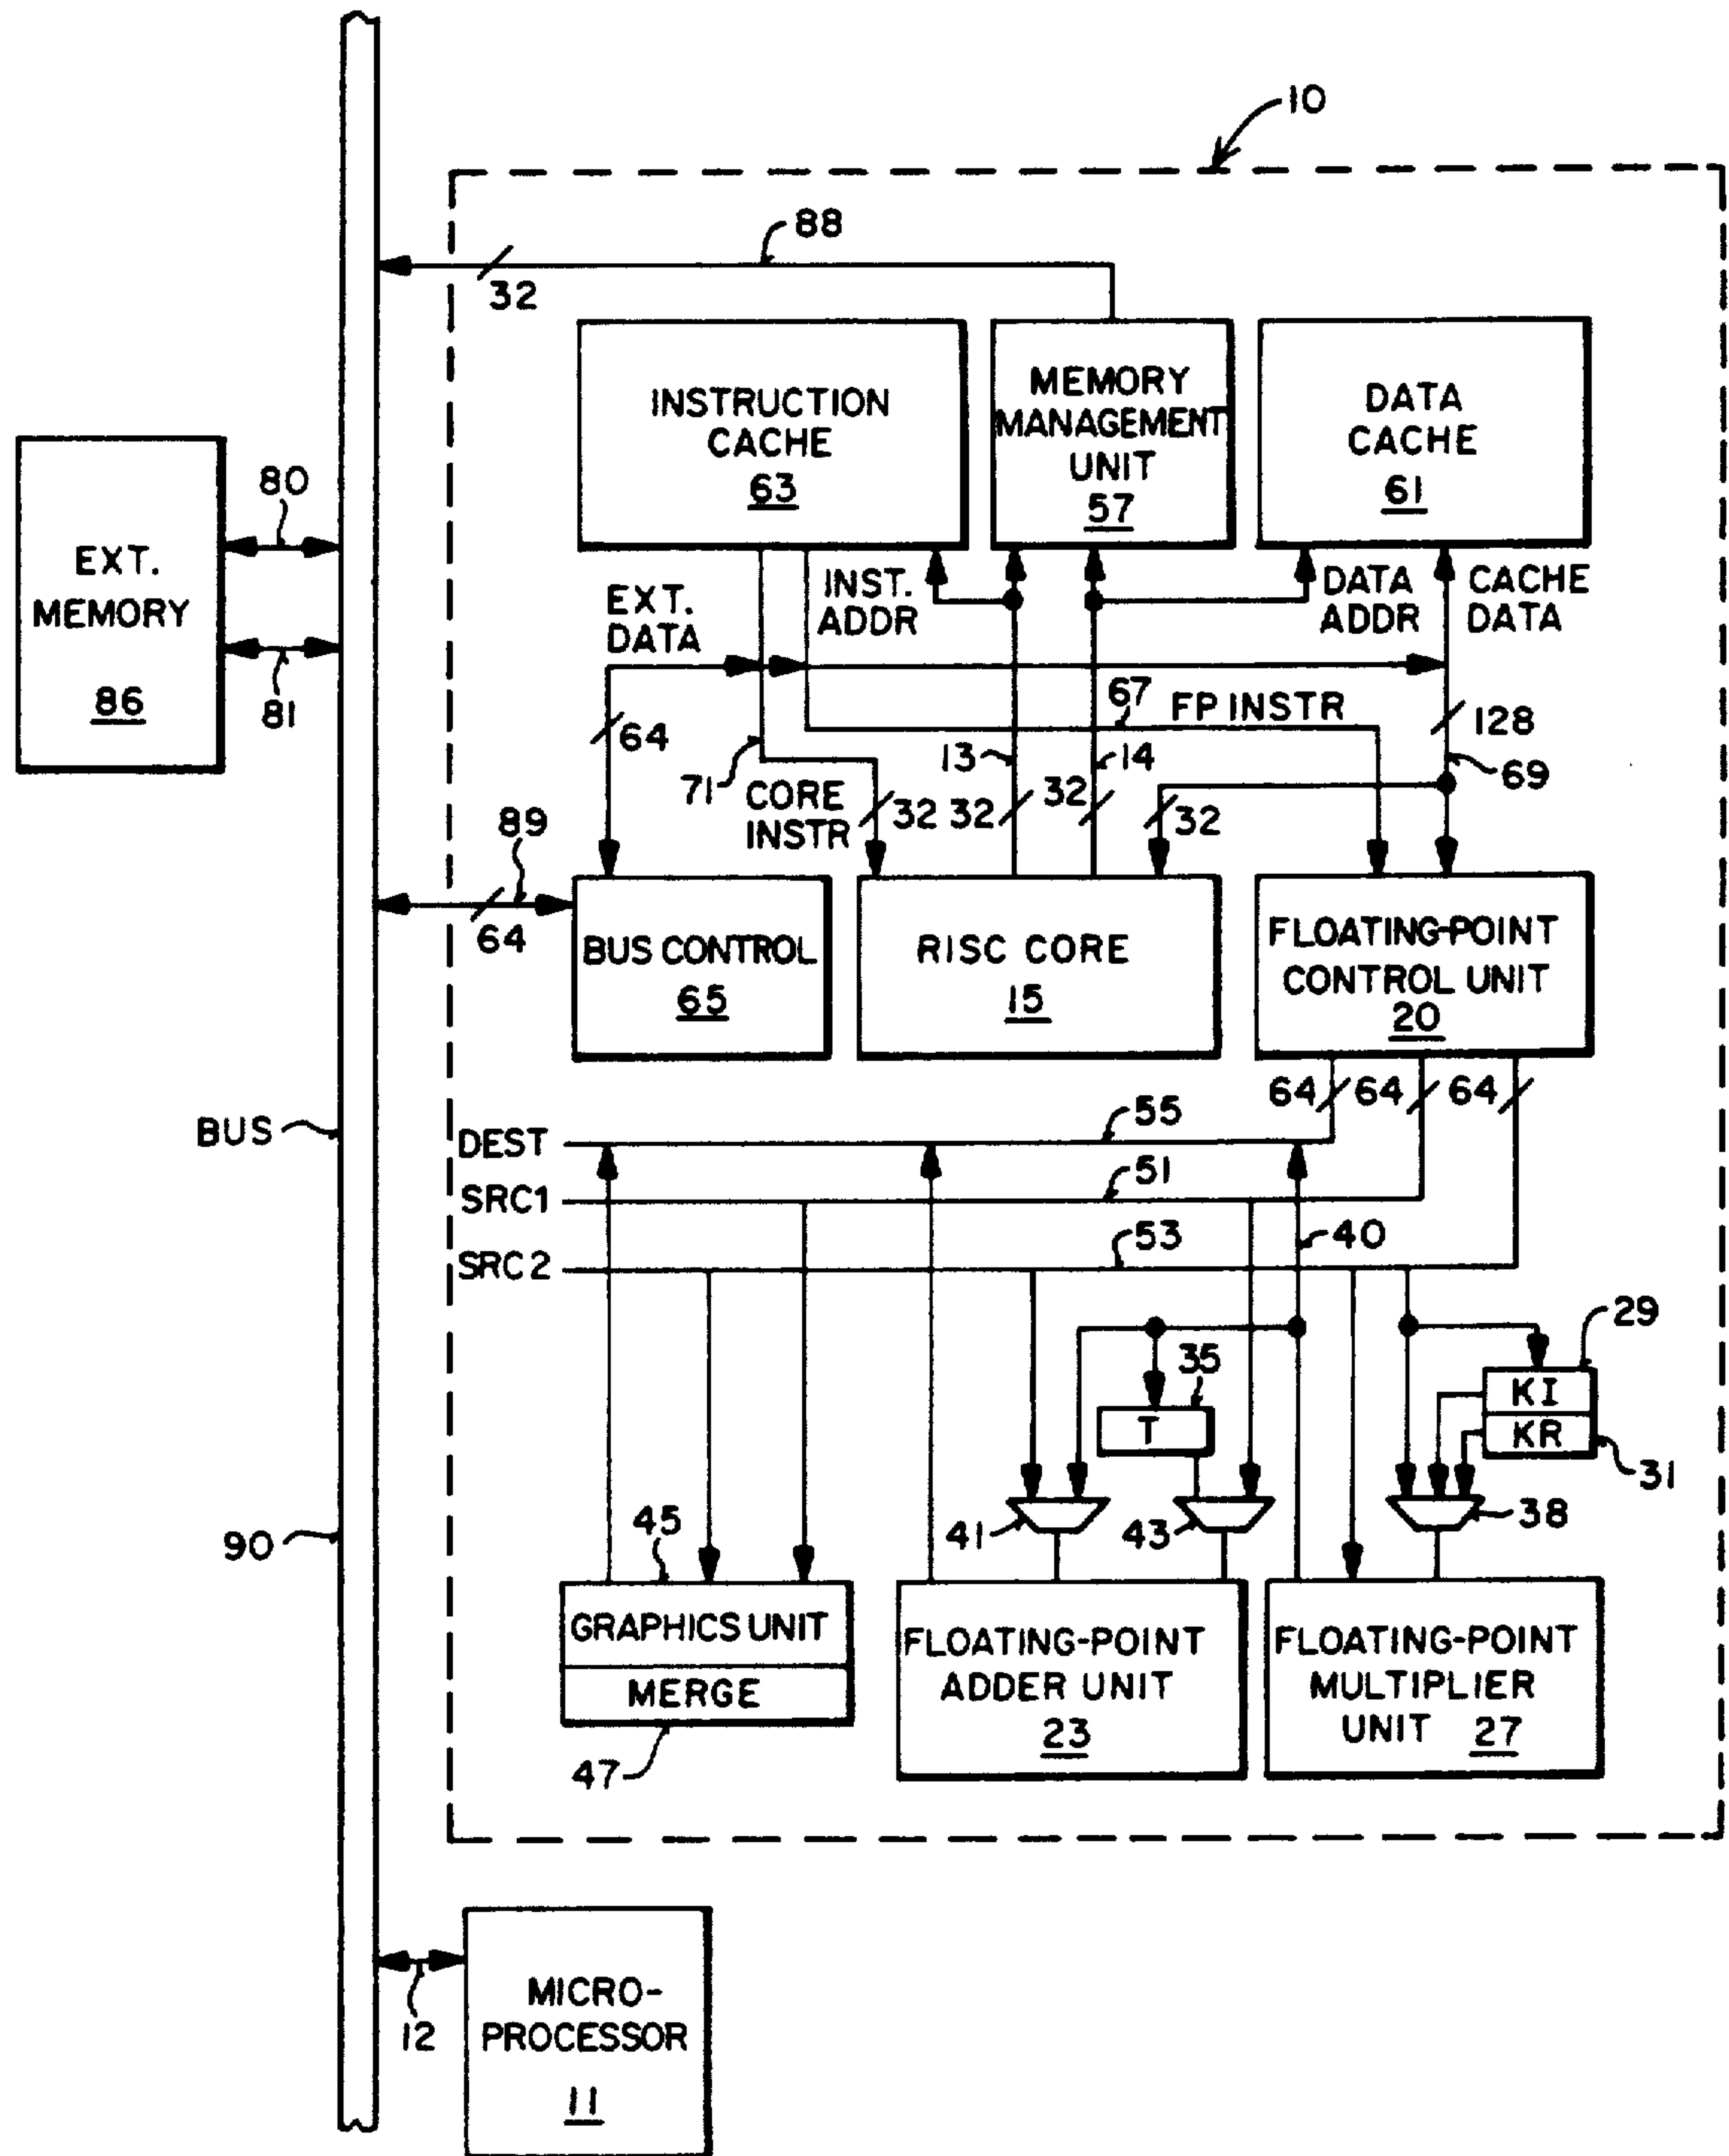 10
88
32
INSTRUCTION
CACHE
63
MEMORY
MANAGEMENT
UNIT
57
DATA
CACHE
61
EXT.
MEMORY
86
80
81
EXT.
DATA
INST.
ADDR
DATA
ADDR
CACHE
DATA
64
67
FP INSTR
128
71
13
14
69
CORE
INSTR
32
32
32
32
89
64
BUS CONTROL
65
RISC CORE
15
FLOATING-POINT
CONTROL UNIT
20
64
64
64
BUS
DEST
55
SRC1
51
SRC2
53
40
29
35
KI
T
KR
31
41
43
38
90
45
GRAPHICS UNIT
MERGE
47
FLOATING-POINT
ADDER UNIT
23
FLOATING-POINT
MULTIPLIER
UNIT 27
12
MICRO-
PROCESSOR
11